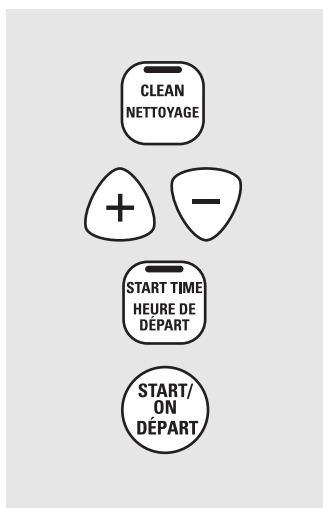 CLEAN
NETTOYAGE
+ −
START TIME
HEURE DE
DÉPART
START/
ON
DÉPART